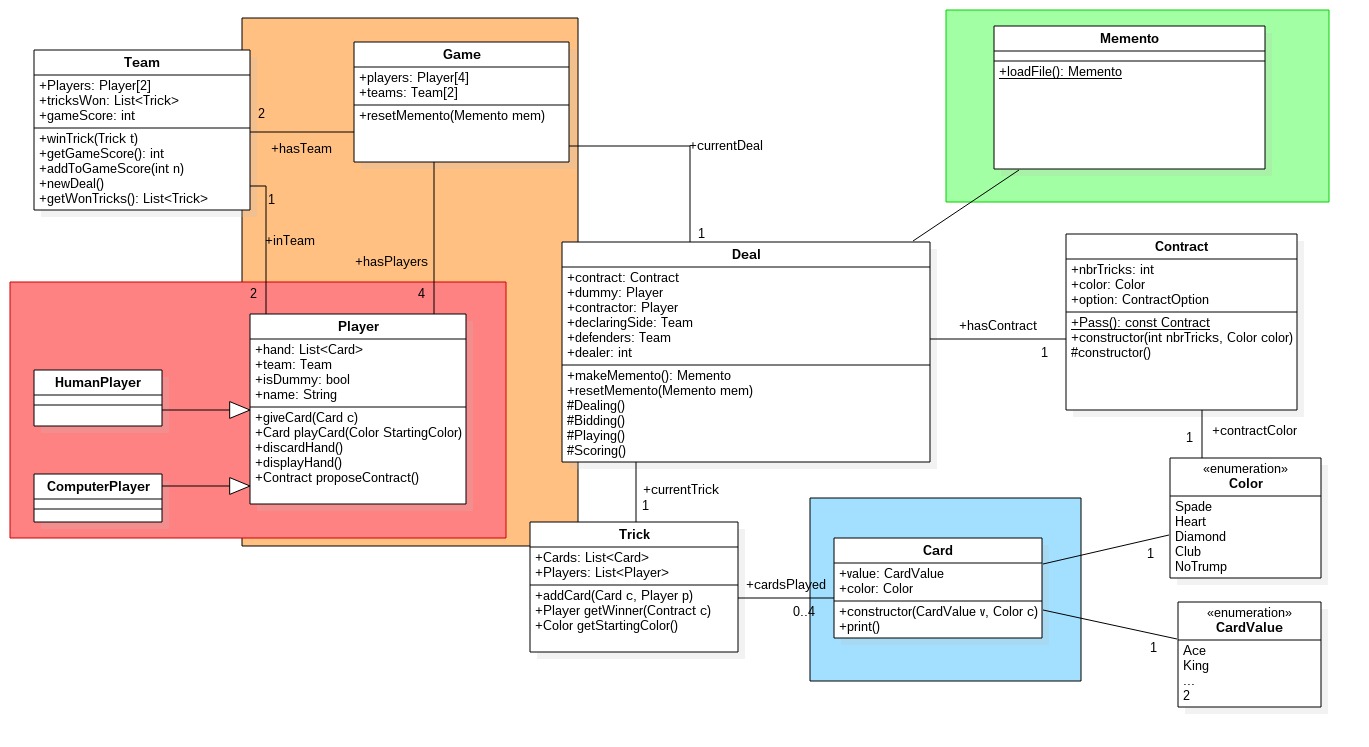 Team
+Players: Player[2]
+tricksWon: List<Trick>
+gameScore: int
+winTrick(Trick t)
+getGameScore(): int
+addToGameScore(int n)
+newDeal()
+getWonTricks(): List<Trick>
2
+hasTeam
1
+inTeam
2
Game
+players: Player[4]
+teams: Team[2]
+resetMemento(Memento mem)
+hasPlayers
4
+currentDeal
1
Memento
+loadFile(): Memento
HumanPlayer
ComputerPlayer
Player
+hand: List<Card>
+team: Team
+isDummy: bool
+name: String
+giveCard(Card c)
+Card playCard(Color StartingColor)
+discardHand()
+displayHand()
+Contract proposeContract()
Deal
+contract: Contract
+dummy: Player
+contractor: Player
+declaringSide: Team
+defenders: Team
+dealer: int
+makeMemento(): Memento
+resetMemento(Memento mem)
#Dealing()
#Bidding()
#Playing()
#Scoring()
+hasContract
1
Contract
+nbrTricks: int
+color: Color
+option: ContractOption
+Pass(): const Contract
+constructor(int nbrTricks, Color color)
#constructor()
+contractColor
1
+currentTrick
1
Trick
+Cards: List<Card>
+Players: List<Player>
+addCard(Card c, Player p)
+Player getWinner(Contract c)
+Color getStartingColor()
+cardsPlayed
0..4
Card
+value: CardValue
+color: Color
+constructor(CardValue v, Color c)
+print()
1
«enumeration»
Color
Spade
Heart
Diamond
Club
NoTrump
1
«enumeration»
CardValue
Ace
King
...
2